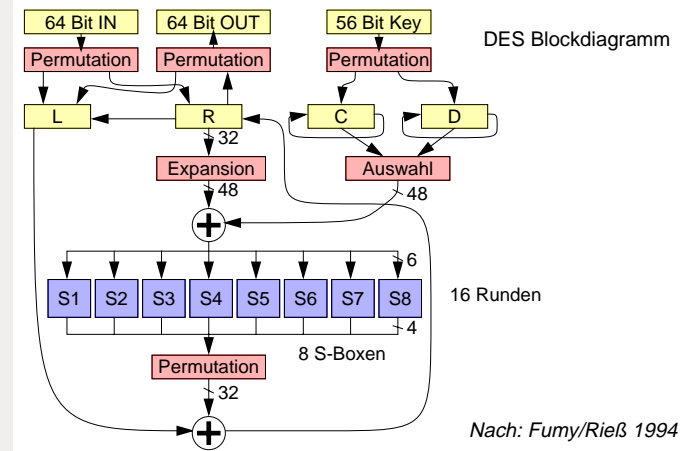 64 Bit IN
64 Bit OUT
56 Bit Key
DES Blockdiagramm
Permutation
Permutation
Permutation
L
R
C
D
32
Expansion
Auswahl
48
48
6
S1
S2
S3
S4
S5
S6
S7
S8
16 Runden
4
8 S-Boxen
Permutation
32
Nach: Fumy/Rieß 1994